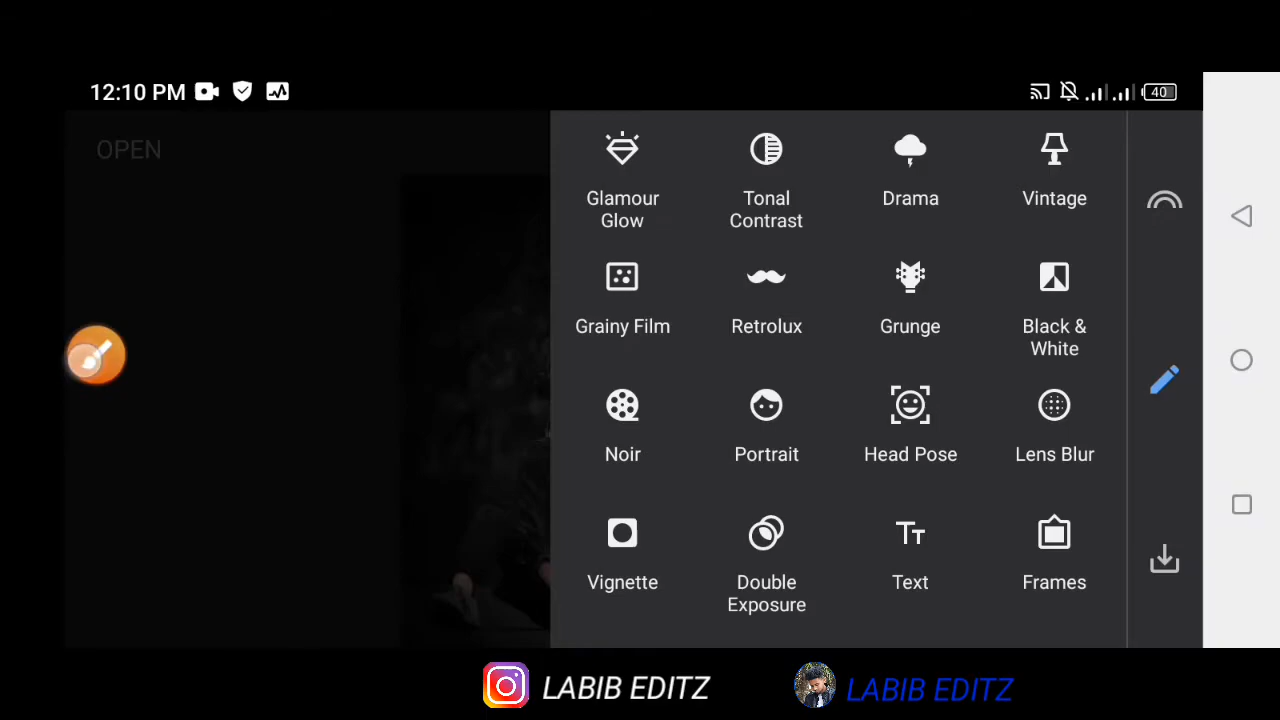 12:10 PM
40
OPEN
Glamour
Glow
Tonal
Contrast
Drama
Vintage
Grainy Film
Retrolux
Grunge
Black &
White
Noir
Portrait
Head Pose
Lens Blur
Vignette
Double
Exposure
Text
Frames
LABIB EDITZ
LABIB EDITZ